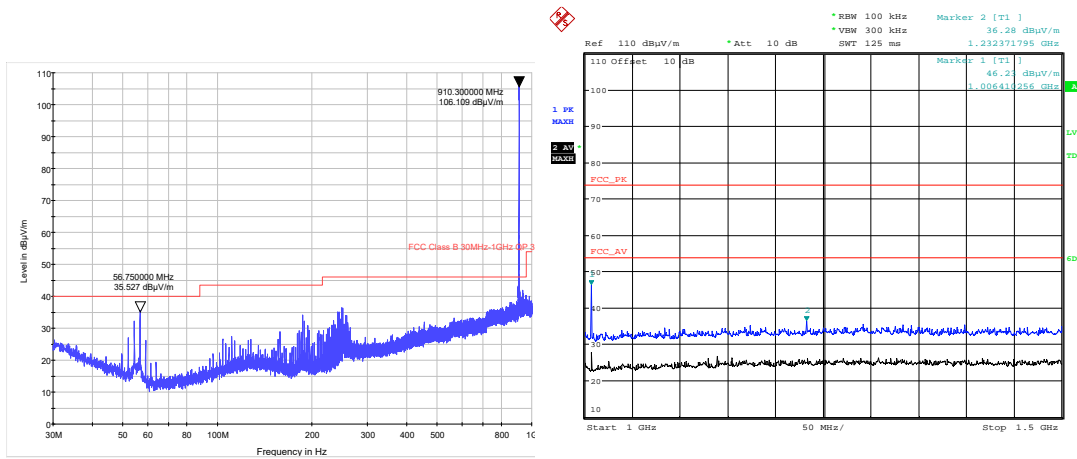 110
100
90
80
70
60
50
40
30
20
10
0
Level in dBµV/m
910.300000 MHz
106.109 dBµV/m
FCC Class B 30MHz-1GHz QP 3
56.750000 MHz
35.527 dBµV/m
30M 50 60 80 100M 200 300 400 500 800 1G
Frequency in Hz
R S
* RBW 100 kHz Marker 2 [T1 ]
* VBW 300 kHz 36.28 dBµV/m
Ref 110 dBµV/m * Att 10 dB SWT 125 ms 1.232371795 GHz
110 Offset 10 dB Marker 1 [T1 ]
46.23 dBµV/m
1.006410256 GHz
A
100
1 PK
MAXH
90
LV
2 AV *
MAXH
TD
80
FCC_PK
70
60
FCC_AV
6D
50
1
40
2
30
20
10
Start 1 GHz 50 MHz/ Stop 1.5 GHz